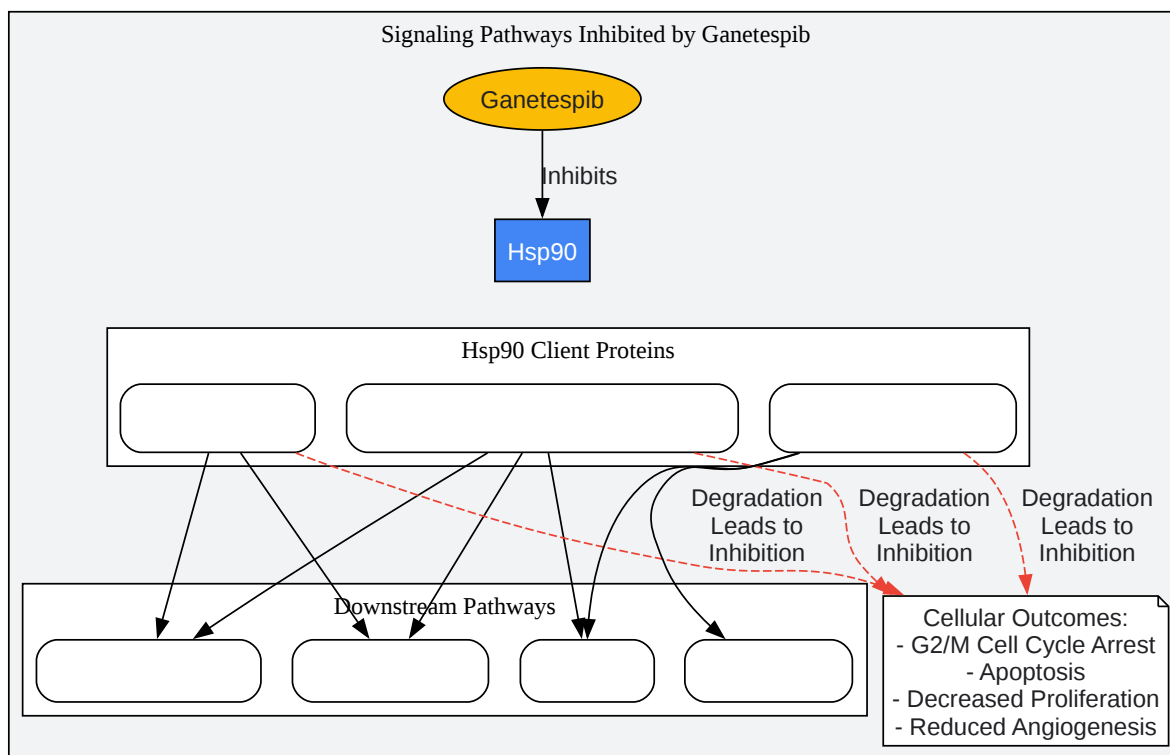 Signaling Pathways Inhibited by Ganetespib
Ganetespib
Inhibits
Hsp90
Hsp90 Client Proteins
Degradation
Leads to
Inhibition
Degradation
Leads to
Inhibition
Degradation
Leads to
Inhibition
Downstream Pathways
Cellular Outcomes:
- G2/M Cell Cycle Arrest
- Apoptosis
- Decreased Proliferation
- Reduced Angiogenesis